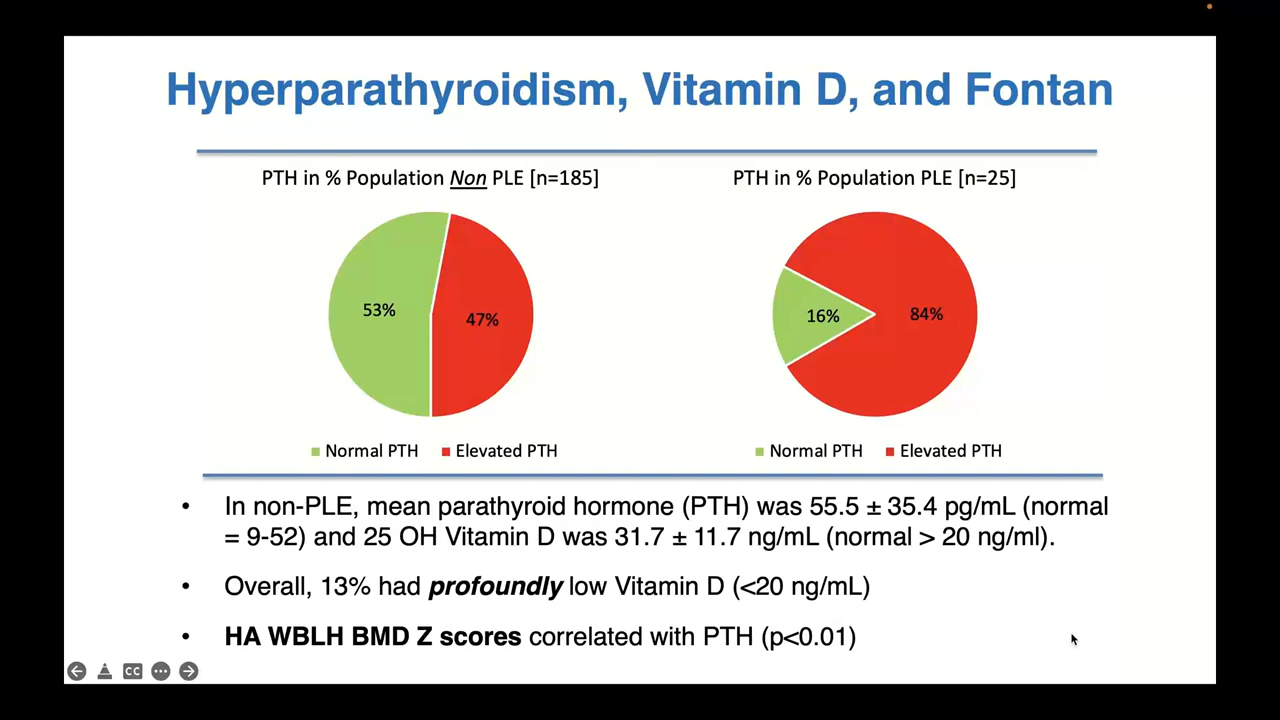 Hyperparathyroidism, Vitamin D, and Fontan
PTH in % Population Non PLE [n=185]
53%
47%
Normal PTH
Elevated PTH
PTH in % Population PLE [n=25]
16%
84%
Normal PTH
Elevated PTH
• In non-PLE, mean parathyroid hormone (PTH) was 55.5 ± 35.4 pg/mL (normal
= 9-52) and 25 OH Vitamin D was 31.7 ± 11.7 ng/mL (normal > 20 ng/ml).
• Overall, 13% had profoundly low Vitamin D (<20 ng/mL)
• HA WBLH BMD Z scores correlated with PTH (p<0.01)
CC